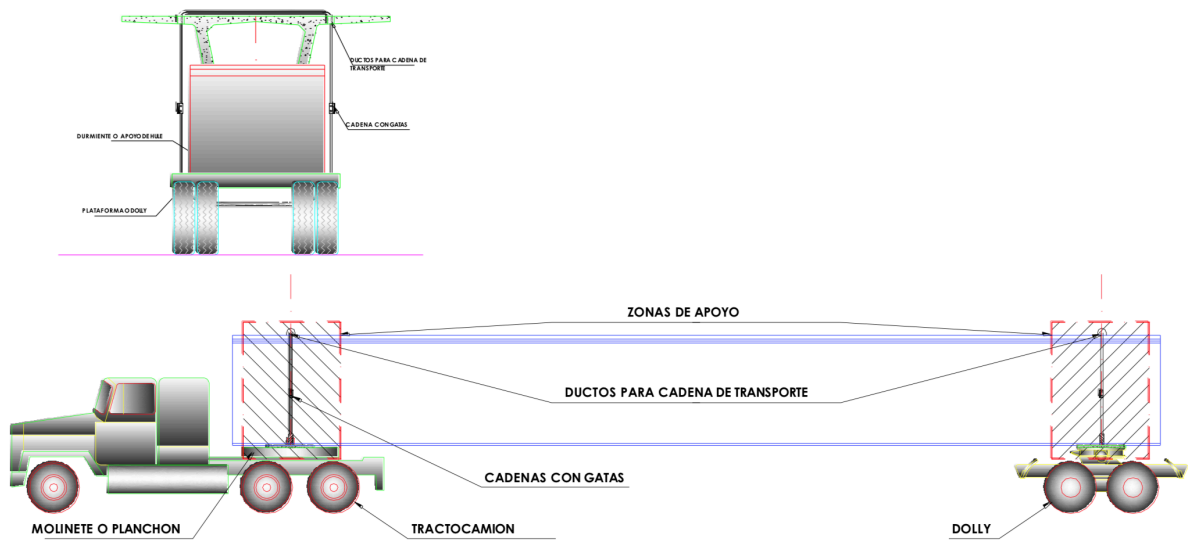 DUCTOS PARA CADENA DE
TRANSPORTE
CADENA CON GATAS
DURMIENTE O APOYO DE HULE
PLATAFORMA O DOLLY
ZONAS DE APOYO
DUCTOS PARA CADENA DE TRANSPORTE
CADENAS CON GATAS
MOLINETE O PLANCHON
TRACTOCAMION
DOLLY